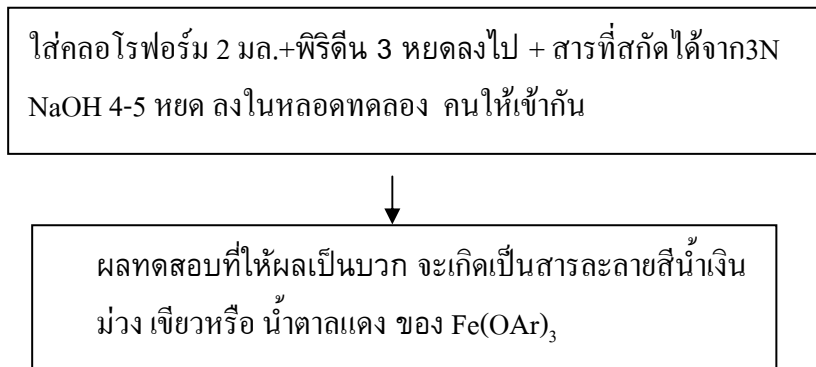 ใส่คลอโรฟอร์ม 2 มล.+พิริดีน 3 หยดลงไป + สารที่สกัดได้จาก3N
NaOH 4-5 หยด ลงในหลอดทดลอง คนให้เข้ากัน
ผลทดสอบที่ให้ผลเป็นบวก จะเกิดเป็นสารละลายสีน้ำเงิน
ม่วง เขียวหรือ น้ำตาลแดง ของ Fe(OAr)₃